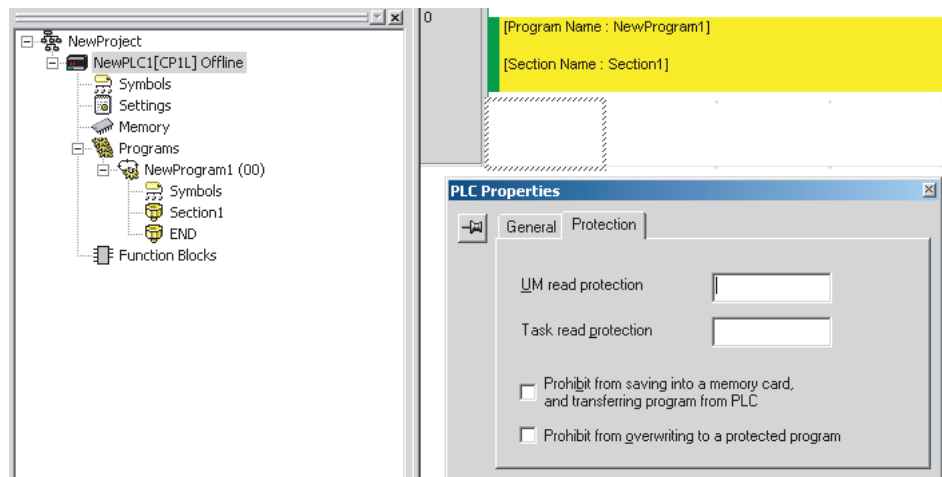 NewProject
NewPLC1[CP1L] Offline
Symbols
Settings
Memory
Programs
NewProgram1 (00)
Symbols
Section1
END
Function Blocks
0
[Program Name : NewProgram1]
[Section Name : Section1]
PLC Properties
General
Protection
UM read protection
Task read protection
Prohibit from saving into a memory card,
and transferring program from PLC
Prohibit from overwriting to a protected program